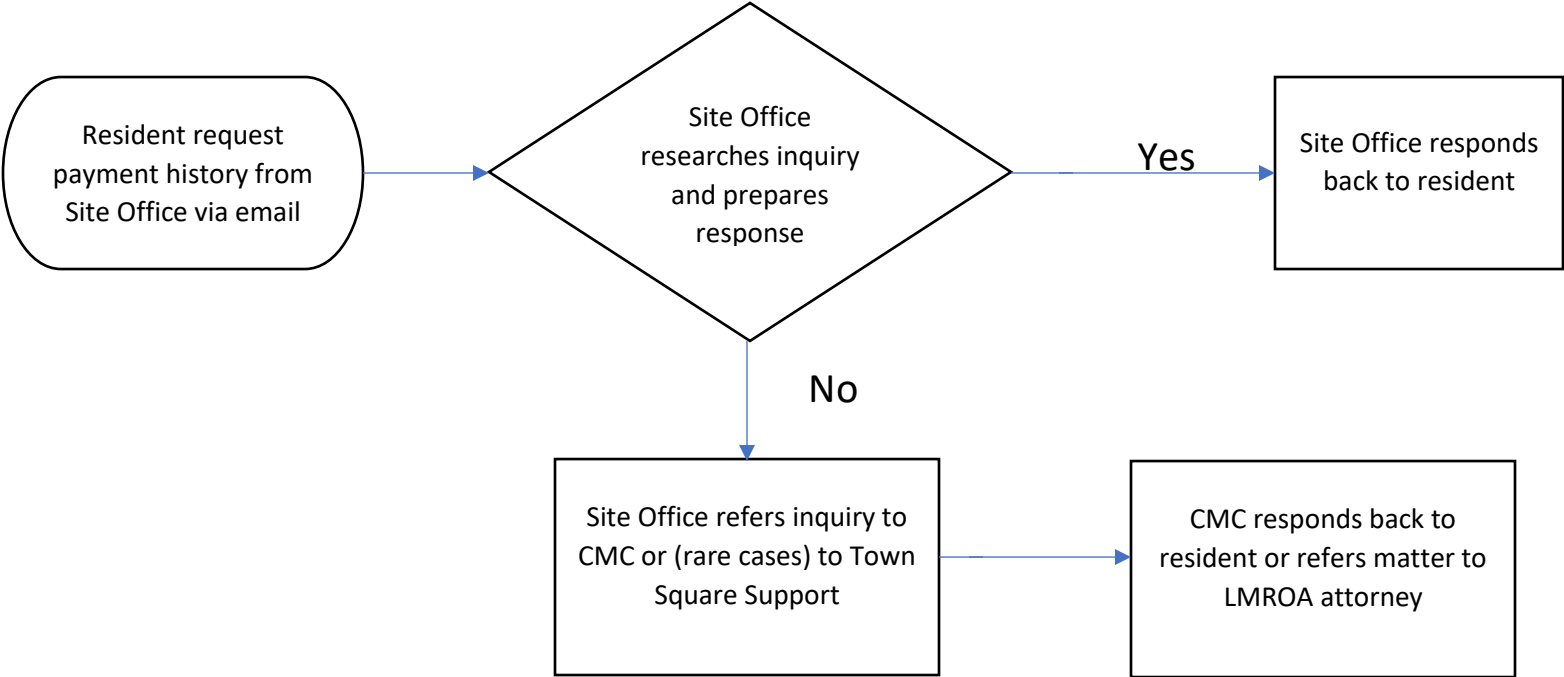 Resident request
payment history from
Site Office via email
Site Office
researches inquiry
and prepares
response
Yes
Site Office responds
back to resident
No
Site Office refers inquiry to
CMC or (rare cases) to Town
Square Support
CMC responds back to
resident or refers matter to
LMROA attorney